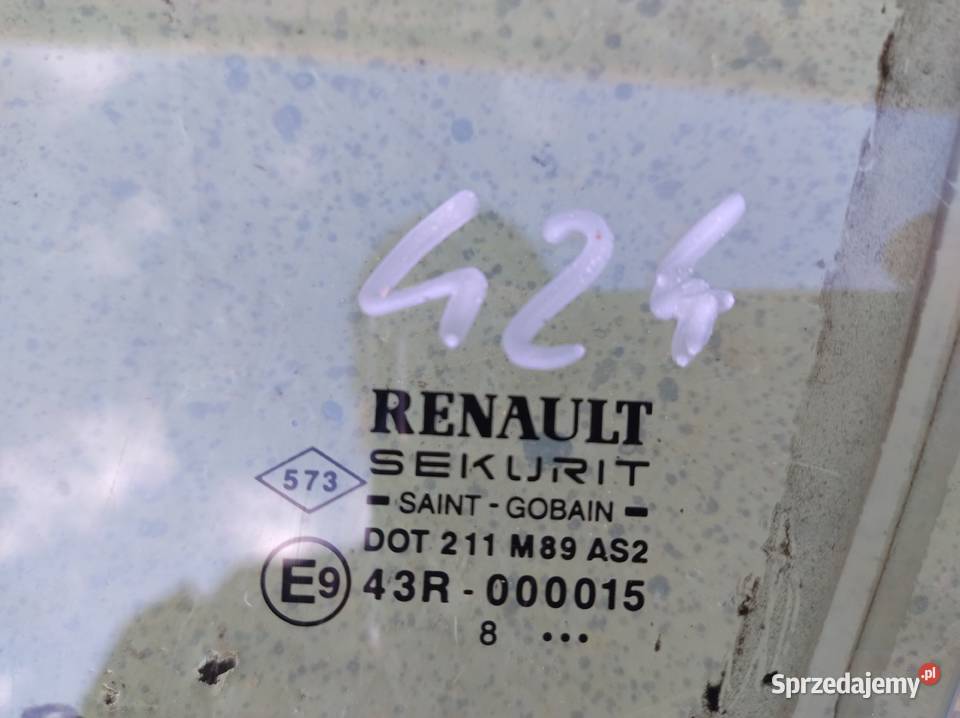 424
RENAULT
573
SEKURIT
SAINT - GOBAIN
DOT 211 M89 AS2
E9 43R - 000015
8 •••
Sprzedajemy.pl